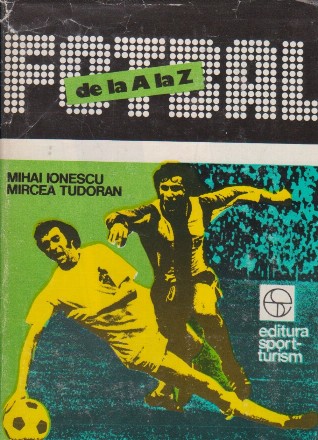 FOTBAL
de la A la Z
MIHAI IONESCU
MIRCEA TUDORAN
editura
sport-
turism